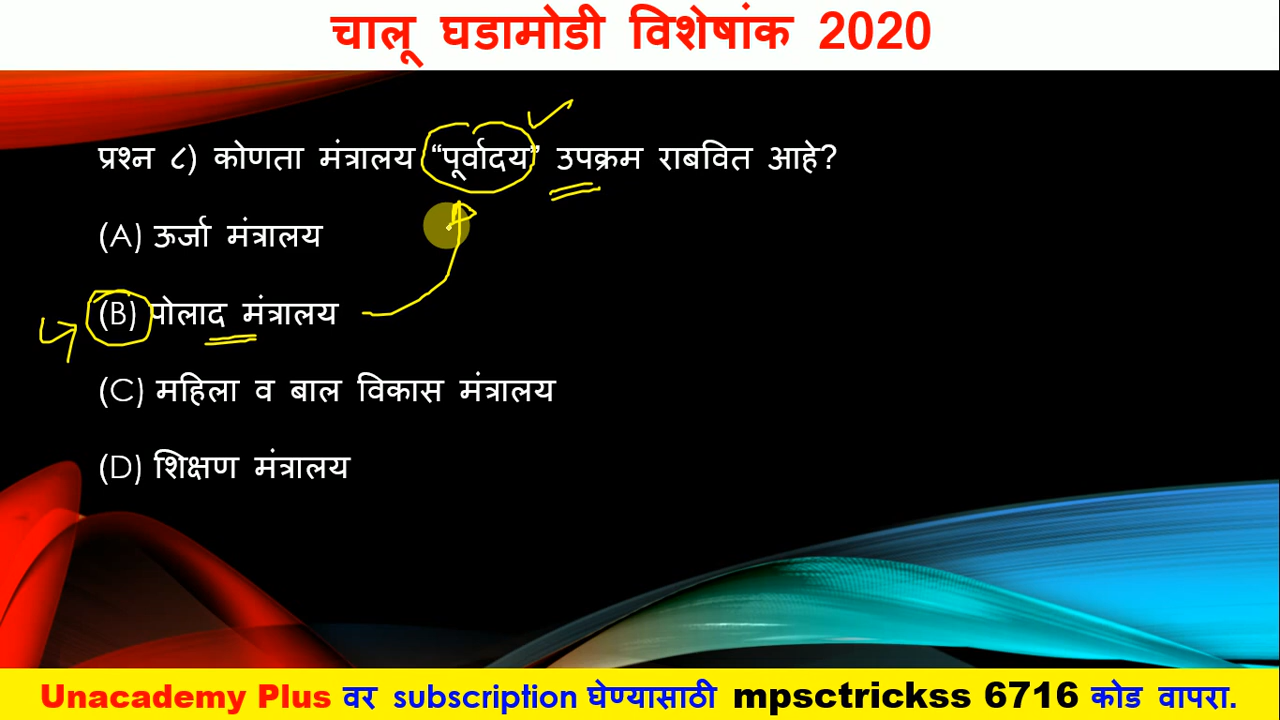 चालू घडामोडी विशेषांक 2020
प्रश्न ८) कोणता मंत्रालय “पूर्वादय” उपक्रम राबवित आहे?
(A) ऊर्जा मंत्रालय
(B) पोलाद मंत्रालय
(C) महिला व बाल विकास मंत्रालय
(D) शिक्षण मंत्रालय
Unacademy Plus वर subscription घेण्यासाठी mpsctrickss 6716 कोड वापरा.